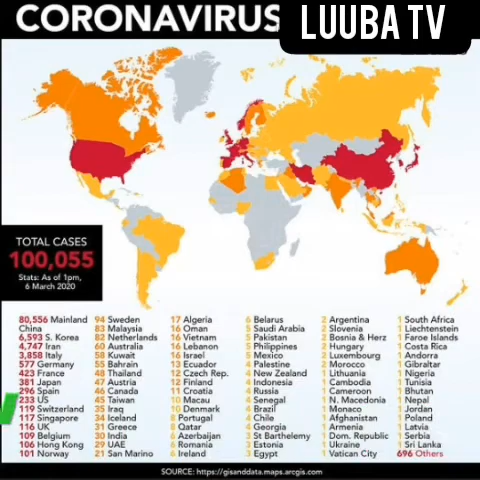 CORONAVIRUS
LUUBA TV
TOTAL CASES
100,055
Stats: As of 1pm,
6 March 2020
80,556 Mainland
China
6,593 S. Korea
4,747 Iran
3,858 Italy
577 Germany
423 France
381 Japan
296 Spain
233 US
119 Switzerland
117 Singapore
116 UK
109 Belgium
106 Hong Kong
101 Norway
94 Sweden
83 Malaysia
82 Netherlands
60 Australia
58 Kuwait
55 Bahrain
48 Thailand
47 Austria
46 Canada
45 Taiwan
35 Iraq
34 Iceland
31 Greece
30 India
29 UAE
21 San Marino
17 Algeria
16 Oman
16 Vietnam
16 Lebanon
16 Israel
13 Ecuador
12 Czech Rep.
12 Finland
11 Croatia
10 Macau
10 Denmark
8 Portugal
8 Qatar
6 Azerbaijan
6 Romania
6 Ireland
6 Belarus
5 Saudi Arabia
5 Pakistan
5 Philippines
5 Mexico
4 Palestine
4 New Zealand
4 Indonesia
4 Russia
4 Senegal
4 Brazil
4 Chile
4 Georgia
3 St Barthelemy
3 Estonia
3 Egypt
2 Argentina
2 Slovenia
2 Bosnia & Herz
2 Hungary
2 Luxembourg
2 Morocco
1 Lithuania
1 Cambodia
1 Cameroon
1 N. Macedonia
1 Monaco
1 Afghanistan
1 Armenia
1 Dom. Republic
1 Ukraine
1 Vatican City
1 South Africa
1 Liechtenstein
1 Faroe Islands
1 Costa Rica
1 Andorra
1 Gibraltar
1 Nigeria
1 Tunisia
1 Bhutan
1 Nepal
1 Jordan
1 Poland
1 Latvia
1 Serbia
1 Sri Lanka
696 Others
SOURCE: https://gisanddata.maps.arcgis.com